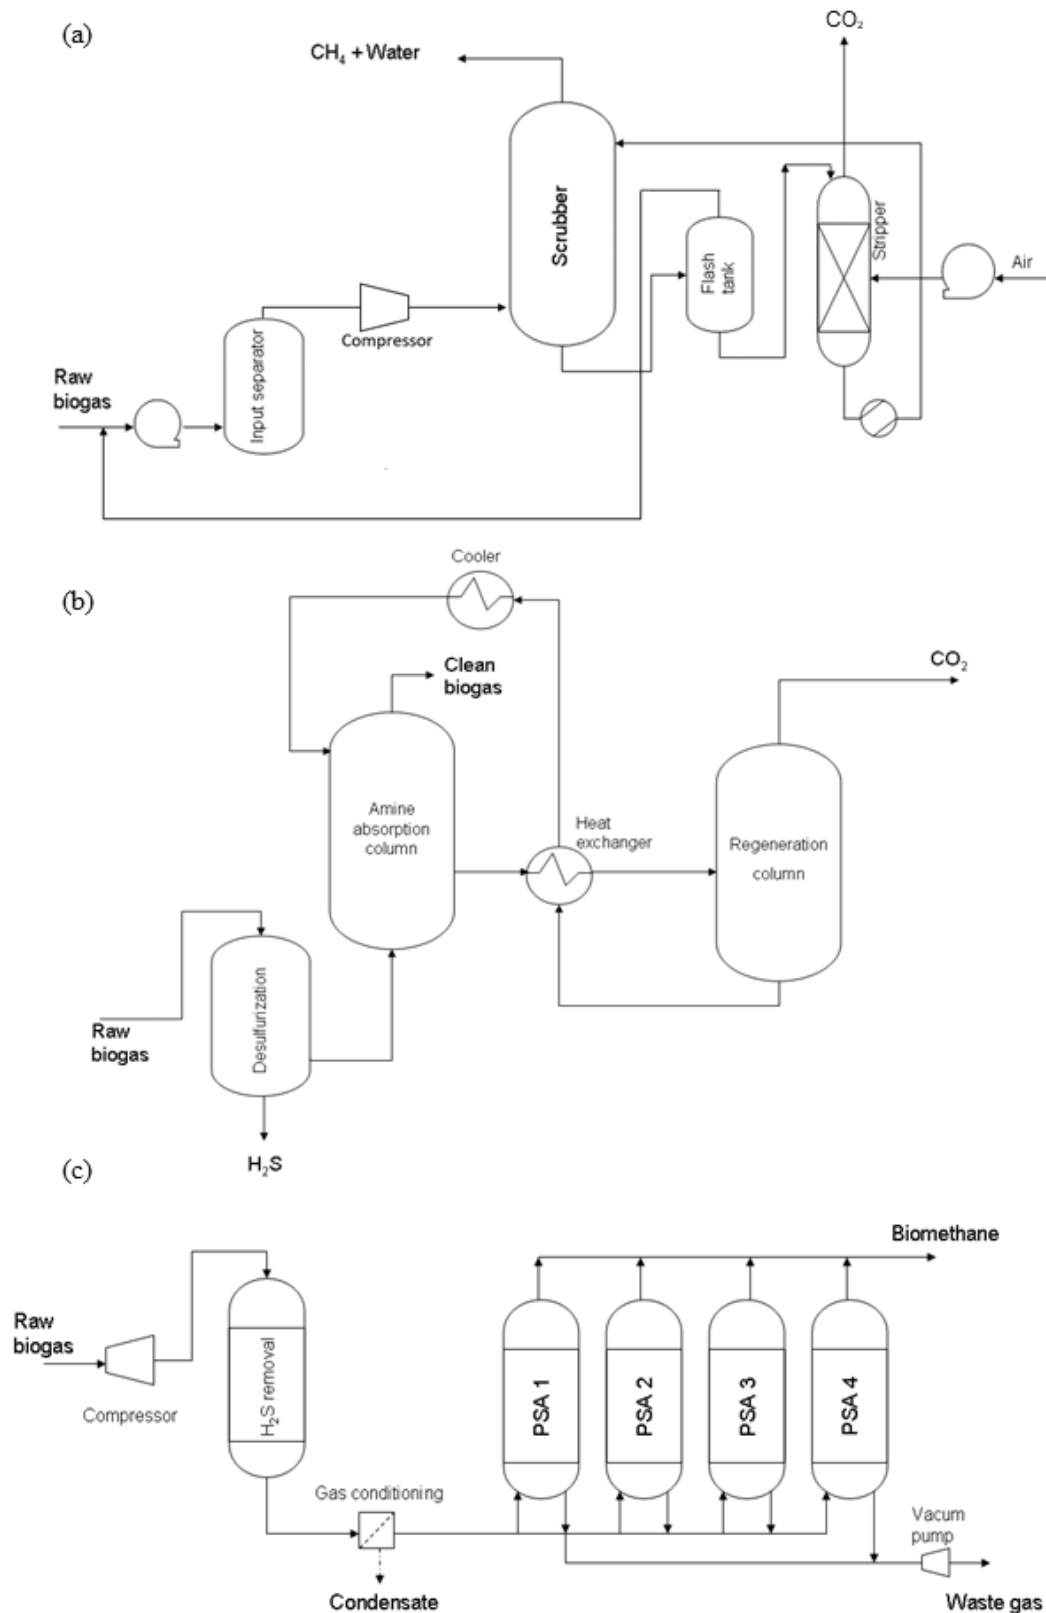 (a)
CO₂
CH₄ + Water
Scrubber
Stripper
Flash
tank
Air
Compressor
Input separator
Raw
biogas
(b)
Cooler
Clean
biogas
CO₂
Amine
absorption
column
Heat
exchanger
Regeneration
column
Desulfurization
Raw
biogas
H₂S
(c)
Biomethane
Raw
biogas
H₂S removal
PSA 1
PSA 2
PSA 3
PSA 4
Compressor
Gas conditioning
Vacum
pump
Condensate
Waste gas